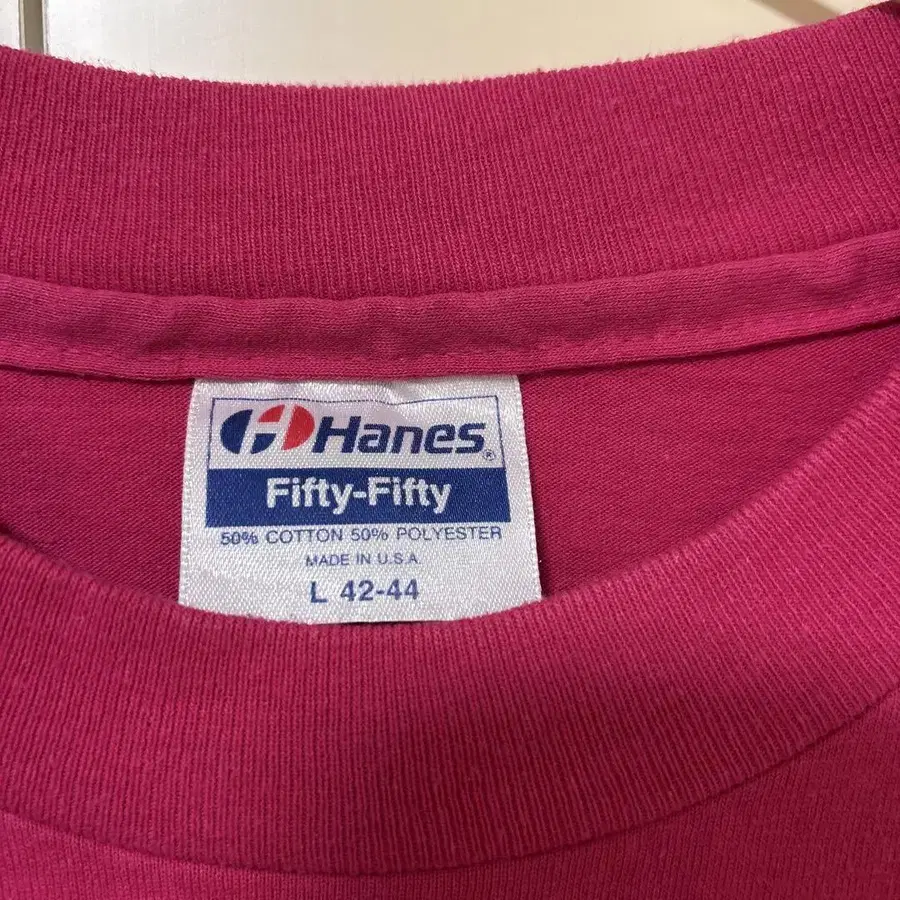 Hanes®
Fifty-Fifty
50% COTTON 50% POLYESTER
MADE IN U.S.A.
L 42-44